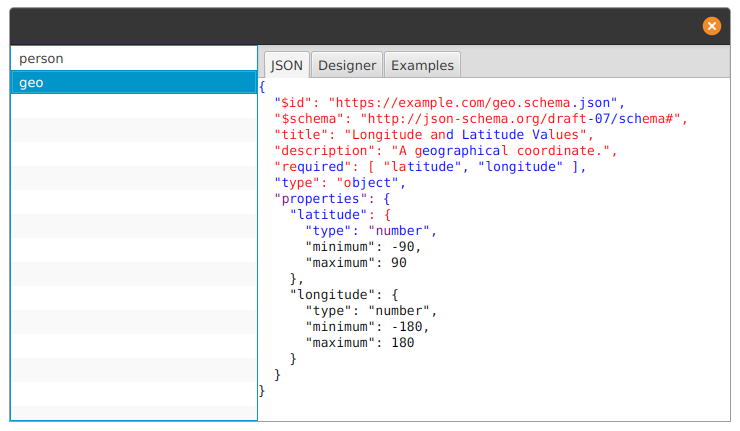 person
geo
JSON Designer Examples
{
  "$id": "https://example.com/geo.schema.json",
  "$schema": "http://json-schema.org/draft-07/schema#",
  "title": "Longitude and Latitude Values",
  "description": "A geographical coordinate.",
  "required": [ "latitude", "longitude" ],
  "type": "object",
  "properties": {
    "latitude": {
      "type": "number",
      "minimum": -90,
      "maximum": 90
    },
    "longitude": {
      "type": "number",
      "minimum": -180,
      "maximum": 180
    }
  }
}